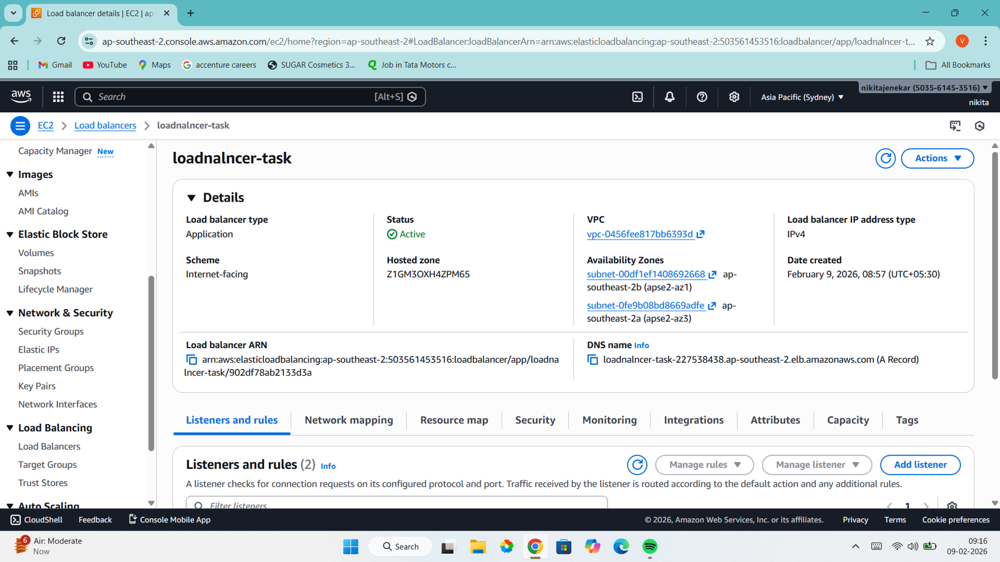 Load balancer details | EC2 | ap-
ap-southeast-2.console.aws.amazon.com/ec2/home?region=ap-southeast-2#LoadBalancer:loadBalancerArn=arn:aws:elasticloadbalancing:ap-southeast-2:503561453516:loadbalancer/app/loadnalncer-t...
V
Gmail
YouTube
Maps
accenture careers
SUGAR Cosmetics 3...
Job in Tata Motors c...
All Bookmarks
aws
Search
[Alt+S]
Asia Pacific (Sydney)
nikitajenekar (5035-6145-3516)
nikita
EC2
Load balancers
loadnalncer-task
Capacity Manager New
Images
AMIs
AMI Catalog
Elastic Block Store
Volumes
Snapshots
Lifecycle Manager
Network & Security
Security Groups
Elastic IPs
Placement Groups
Key Pairs
Network Interfaces
Load Balancing
Load Balancers
Target Groups
Trust Stores
Auto Scaling
loadnalncer-task
Actions
Details
Load balancer type
Application
Status
Active
VPC
vpc-0456fee817bb6393d
Load balancer IP address type
IPv4
Scheme
Internet-facing
Hosted zone
Z1GM3OXH4ZPM65
Availability Zones
subnet-00df1ef1408692668 ap-
southeast-2b (apse2-az1)
subnet-0fe9b08bd8669adfe ap-
southeast-2a (apse2-az3)
Date created
February 9, 2026, 08:57 (UTC+05:30)
Load balancer ARN
arn:aws:elasticloadbalancing:ap-southeast-2:503561453516:loadbalancer/app/loadna
lncer-task/902df78ab2133d3a
DNS name Info
loadnalncer-task-227538438.ap-southeast-2.elb.amazonaws.com (A Record)
Listeners and rules
Network mapping
Resource map
Security
Monitoring
Integrations
Attributes
Capacity
Tags
Listeners and rules (2) Info
Manage rules
Manage listener
Add listener
A listener checks for connection requests on its configured protocol and port. Traffic received by the listener is routed according to the default action and any additional rules.
Filter listeners
1
CloudShell
Feedback
Console Mobile App
© 2026, Amazon Web Services, Inc. or its affiliates.
Privacy
Terms
Cookie preferences
6
Air: Moderate
Now
Search
09:16
09-02-2026